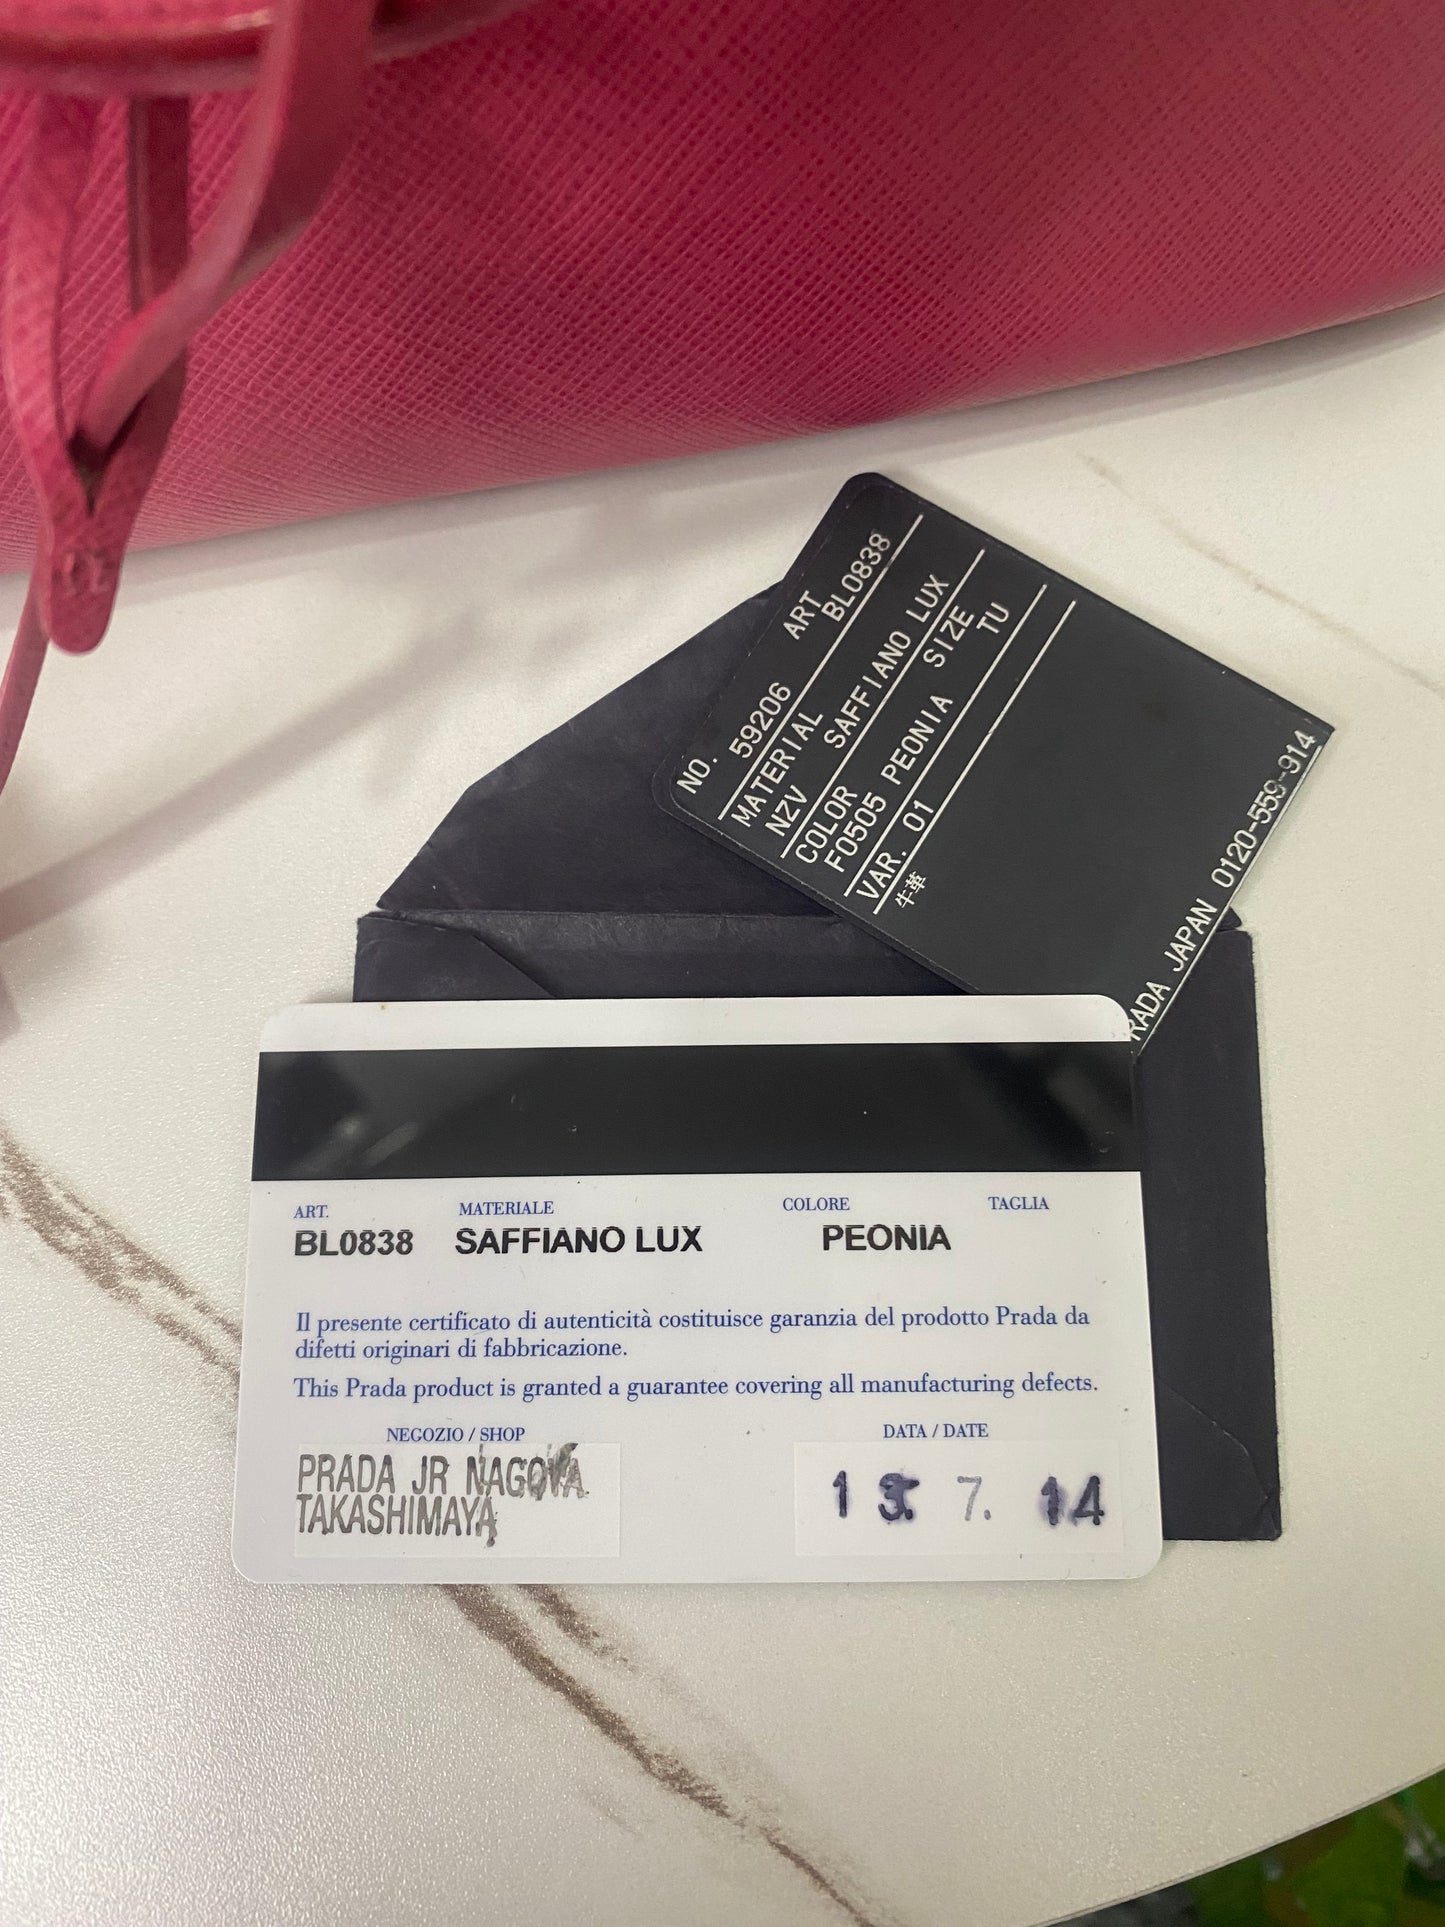 NO. 59206 ART BL0838
MATERIAL
NZV SAFFIANO LUX
COLOR SIZE
F0505 PEONIA TU
VAR. 01
牛革
RADA JAPAN 0120-559-914
ART. MATERIALE COLORE TAGLIA
BL0838 SAFFIANO LUX PEONIA
Il presente certificato di autenticità costituisce garanzia del prodotto Prada da
difetti originari di fabbricazione.
This Prada product is granted a guarantee covering all manufacturing defects.
NEGOZIO / SHOP DATA / DATE
PRADA JR NAGOYA
TAKASHIMAYA
7. 14